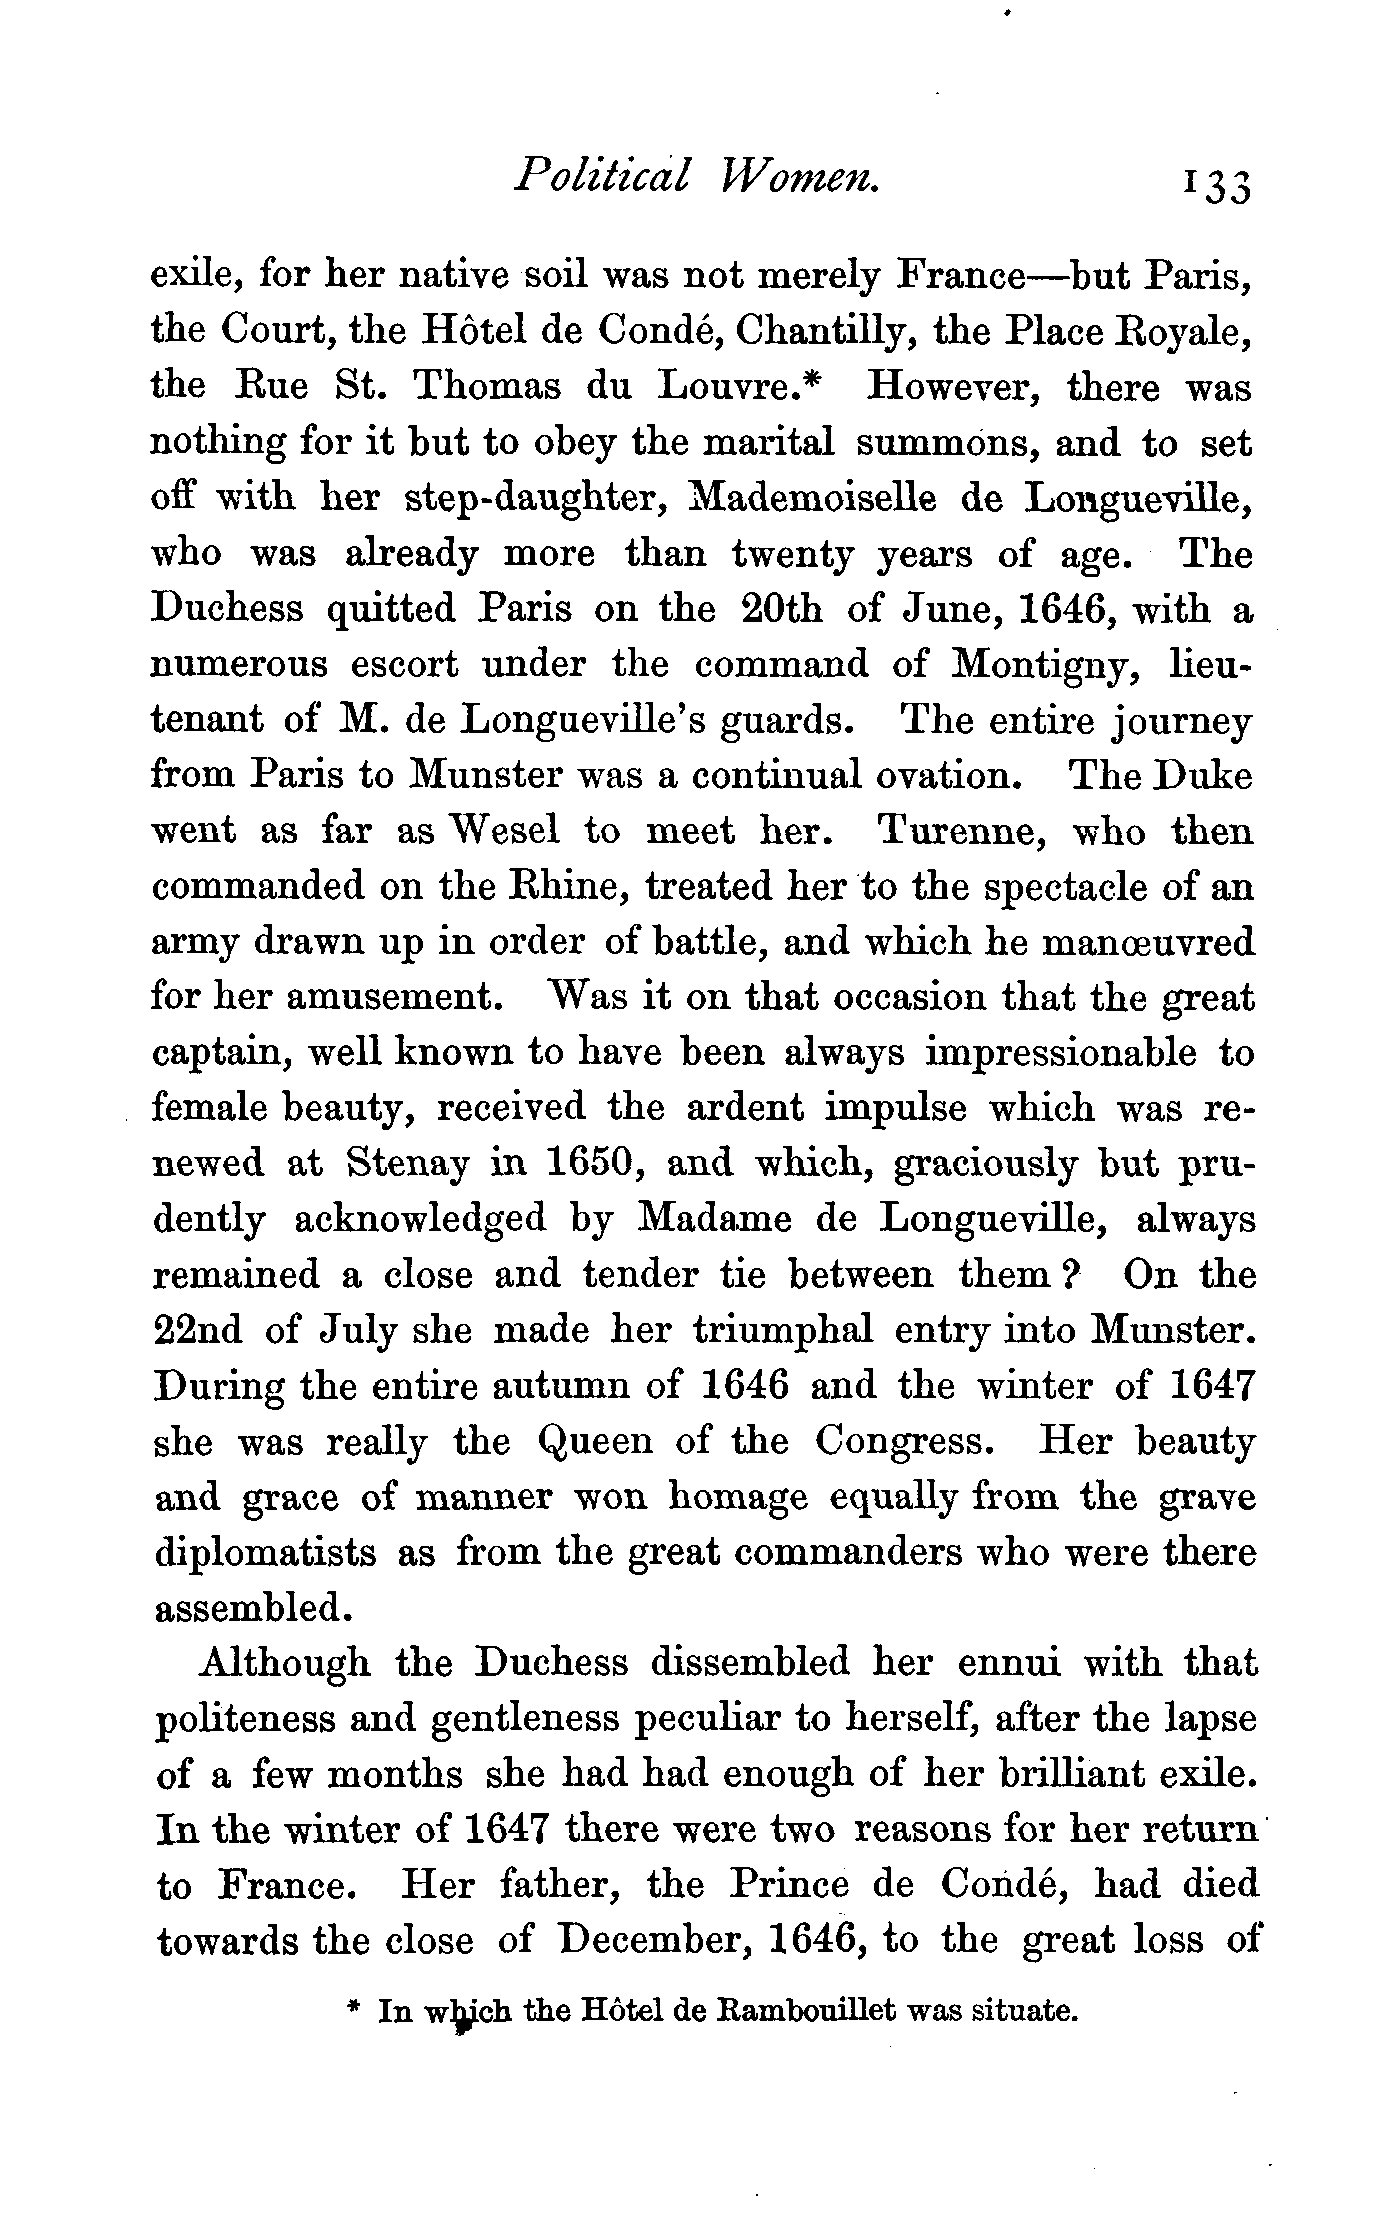 Political Women. 133
exile, for her native soil was not merely France—but Paris,
the Court, the Hôtel de Condé, Chantilly, the Place Royale,
the Rue St. Thomas du Louvre.* However, there was
nothing for it but to obey the marital summons, and to set
off with her step-daughter, Mademoiselle de Longueville,
who was already more than twenty years of age. The
Duchess quitted Paris on the 20th of June, 1646, with a
numerous escort under the command of Montigny, lieu-
tenant of M. de Longueville's guards. The entire journey
from Paris to Munster was a continual ovation. The Duke
went as far as Wesel to meet her. Turenne, who then
commanded on the Rhine, treated her to the spectacle of an
army drawn up in order of battle, and which he manœuvred
for her amusement. Was it on that occasion that the great
captain, well known to have been always impressionable to
female beauty, received the ardent impulse which was re-
newed at Stenay in 1650, and which, graciously but pru-
dently acknowledged by Madame de Longueville, always
remained a close and tender tie between them? On the
22nd of July she made her triumphal entry into Munster.
During the entire autumn of 1646 and the winter of 1647
she was really the Queen of the Congress. Her beauty
and grace of manner won homage equally from the grave
diplomatists as from the great commanders who were there
assembled.
Although the Duchess dissembled her ennui with that
politeness and gentleness peculiar to herself, after the lapse
of a few months she had had enough of her brilliant exile.
In the winter of 1647 there were two reasons for her return
to France. Her father, the Prince de Condé, had died
towards the close of December, 1646, to the great loss of
* In which the Hôtel de Rambouillet was situate.